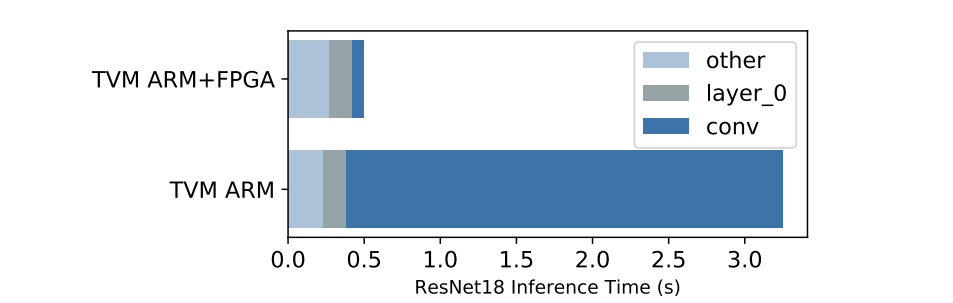 TVM ARM+FPGA
TVM ARM
other
layer_0
conv
0.0 0.5 1.0 1.5 2.0 2.5 3.0
ResNet18 Inference Time (s)